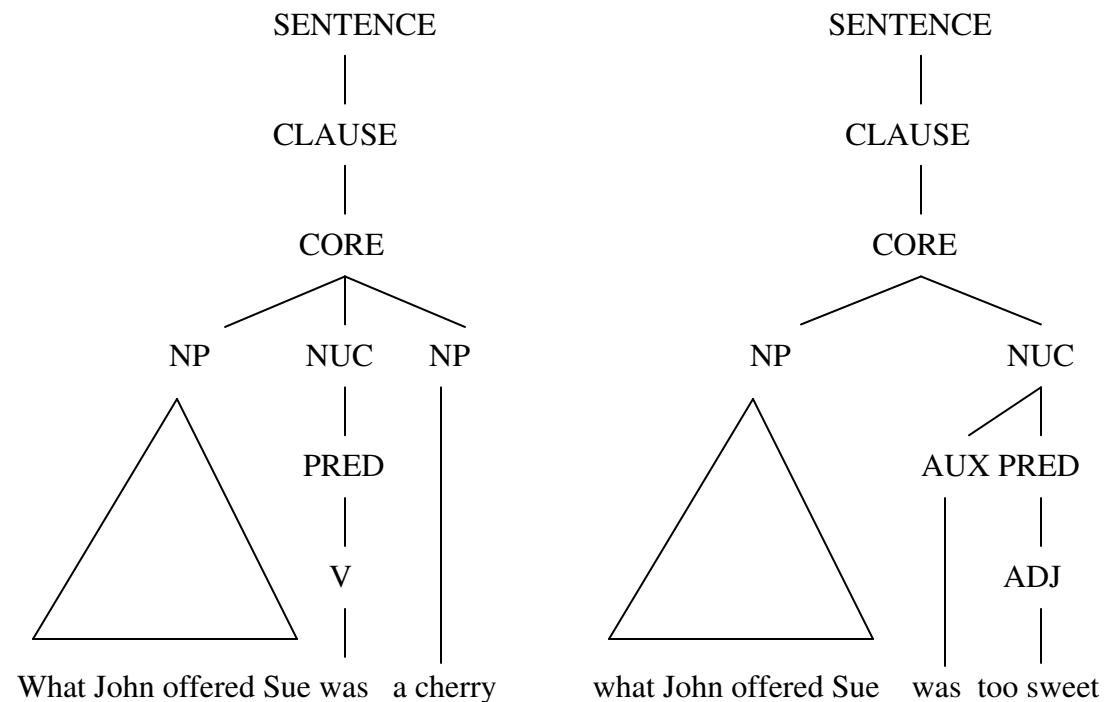 SENTENCE SENTENCE
CLAUSE CLAUSE
CORE CORE
NP NUC NP NP NUC
PRED AUX PRED
V ADJ
What John offered Sue was a cherry what John offered Sue was too sweet